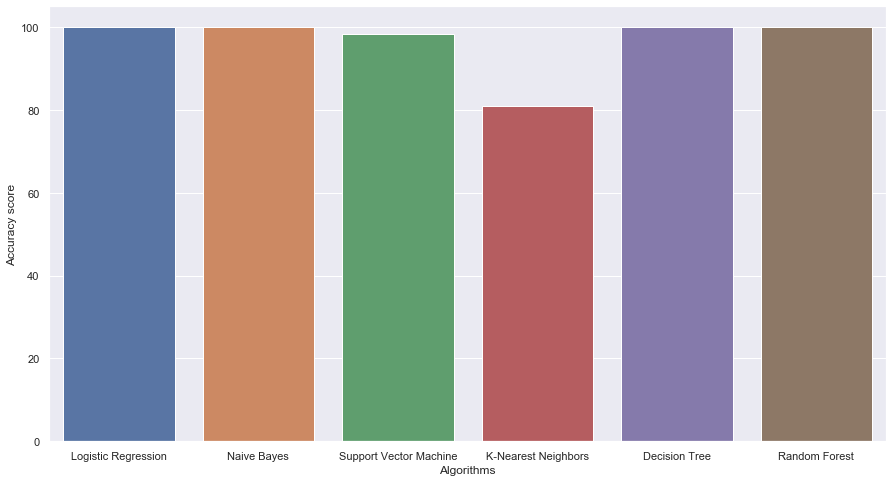 100
80
60
40
20
0
Accuracy score
Logistic Regression
Naive Bayes
Support Vector Machine
K-Nearest Neighbors
Decision Tree
Random Forest
Algorithms